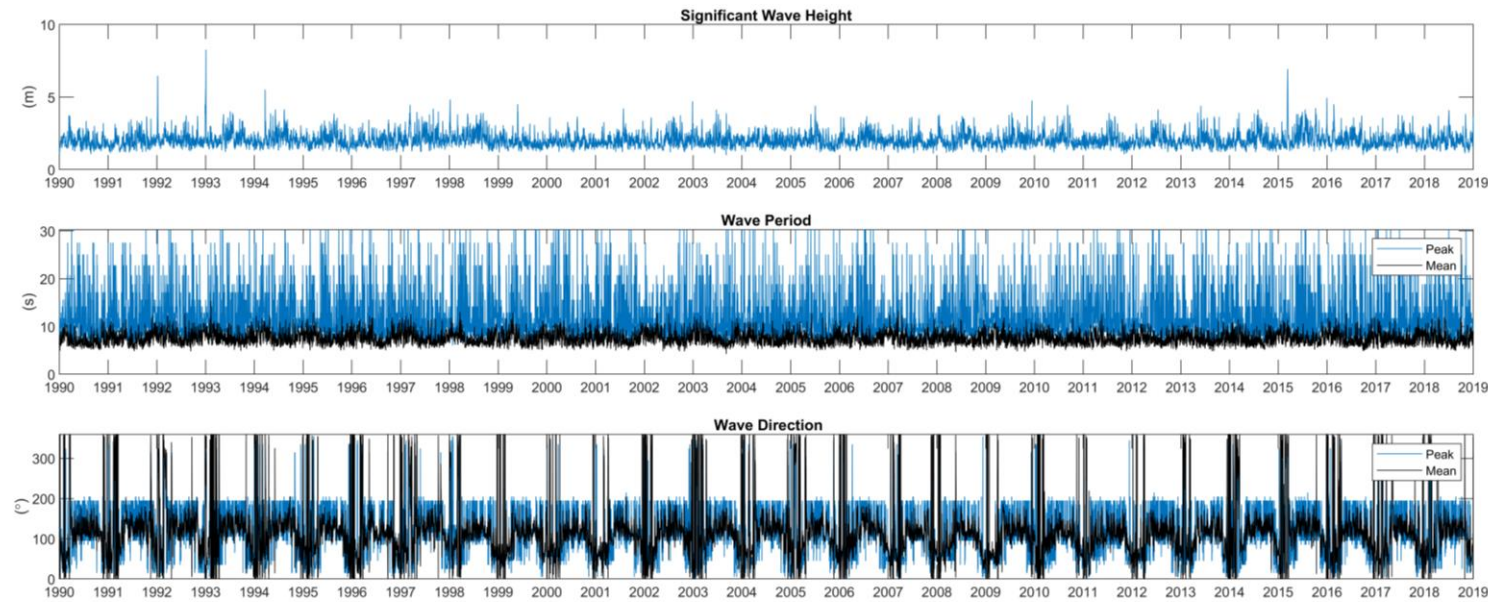 Significant Wave Height
10
5
0
(m)
1990 1991 1992 1993 1994 1995 1996 1997 1998 1999 2000 2001 2002 2003 2004 2005 2006 2007 2008 2009 2010 2011 2012 2013 2014 2015 2016 2017 2018 2019
Wave Period
30
20
10
0
(s)
Peak
Mean
1990 1991 1992 1993 1994 1995 1996 1997 1998 1999 2000 2001 2002 2003 2004 2005 2006 2007 2008 2009 2010 2011 2012 2013 2014 2015 2016 2017 2018 2019
Wave Direction
300
200
100
0
(°)
Peak
Mean
1990 1991 1992 1993 1994 1995 1996 1997 1998 1999 2000 2001 2002 2003 2004 2005 2006 2007 2008 2009 2010 2011 2012 2013 2014 2015 2016 2017 2018 2019